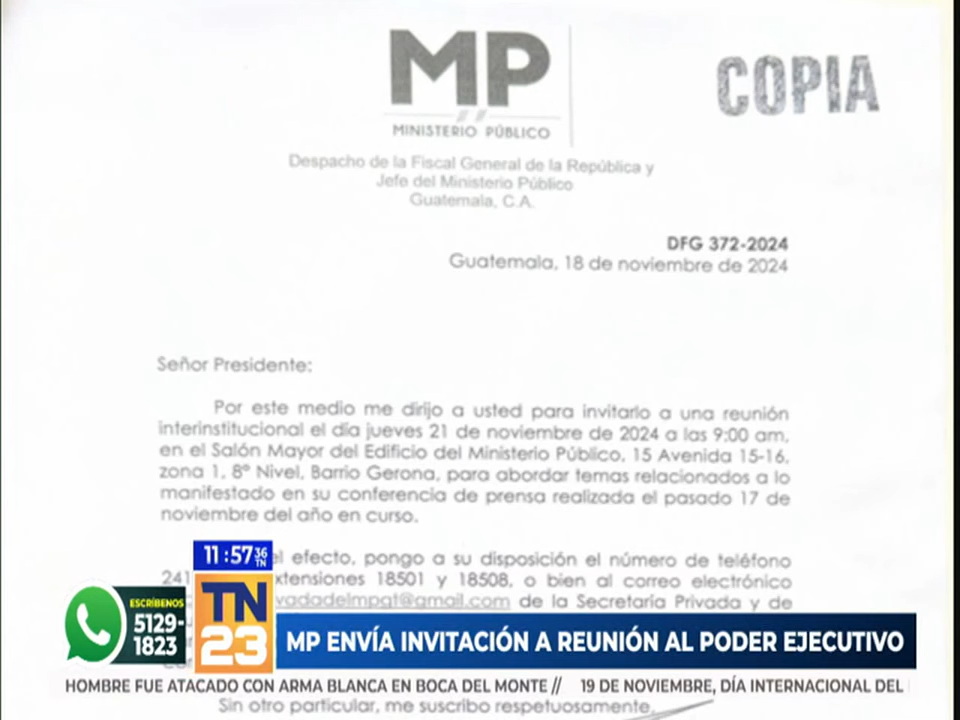 MP
COPIA
MINISTERIO PÚBLICO
Despacho de la Fiscal General de la República y
Jefe del Ministerio Público
Guatemala, C.A.
DFG 372-2024
Guatemala, 18 de noviembre de 2024
Señor Presidente:
Por este medio me dirijo a usted para invitarlo a una reunión
interinstitucional el día jueves 21 de noviembre de 2024 a las 9:00 am,
en el Salón Mayor del Edificio del Ministerio Público, 15 Avenida 15-16,
zona 1, 8° Nivel, Barrio Gerona, para abordar temas relacionados a lo
manifestado en su conferencia de prensa realizada el pasado 17 de
noviembre del año en curso.
el efecto, pongo a su disposición el número de teléfono
241 xtensiones 18501 y 18508, o bien al correo electrónico
vadadelmpgt@gmail.com de la Secretaría Privada y de
11:57 36
TN
TN
23
ESCRÍBENOS
5129-
1823
MP ENVÍA INVITACIÓN A REUNIÓN AL PODER EJECUTIVO
HOMBRE FUE ATACADO CON ARMA BLANCA EN BOCA DEL MONTE // 19 DE NOVIEMBRE, DÍA INTERNACIONAL DEL
Sin otro particular, me suscribo respetuosamente,